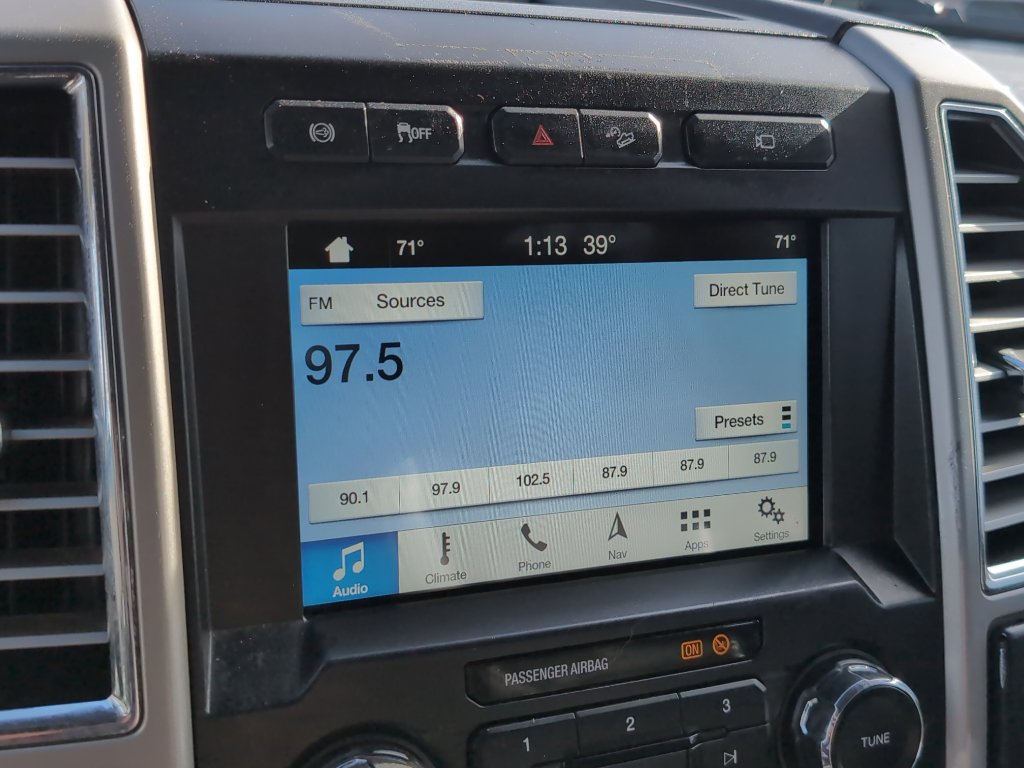 OFF
71° 1:13 39° 71°
FM Sources Direct Tune
97.5
Presets
90.1 97.9 102.5 87.9 87.9 87.9
Audio Climate Phone Nav Apps Settings
PASSENGER AIRBAG ON
1 2 3
TUNE